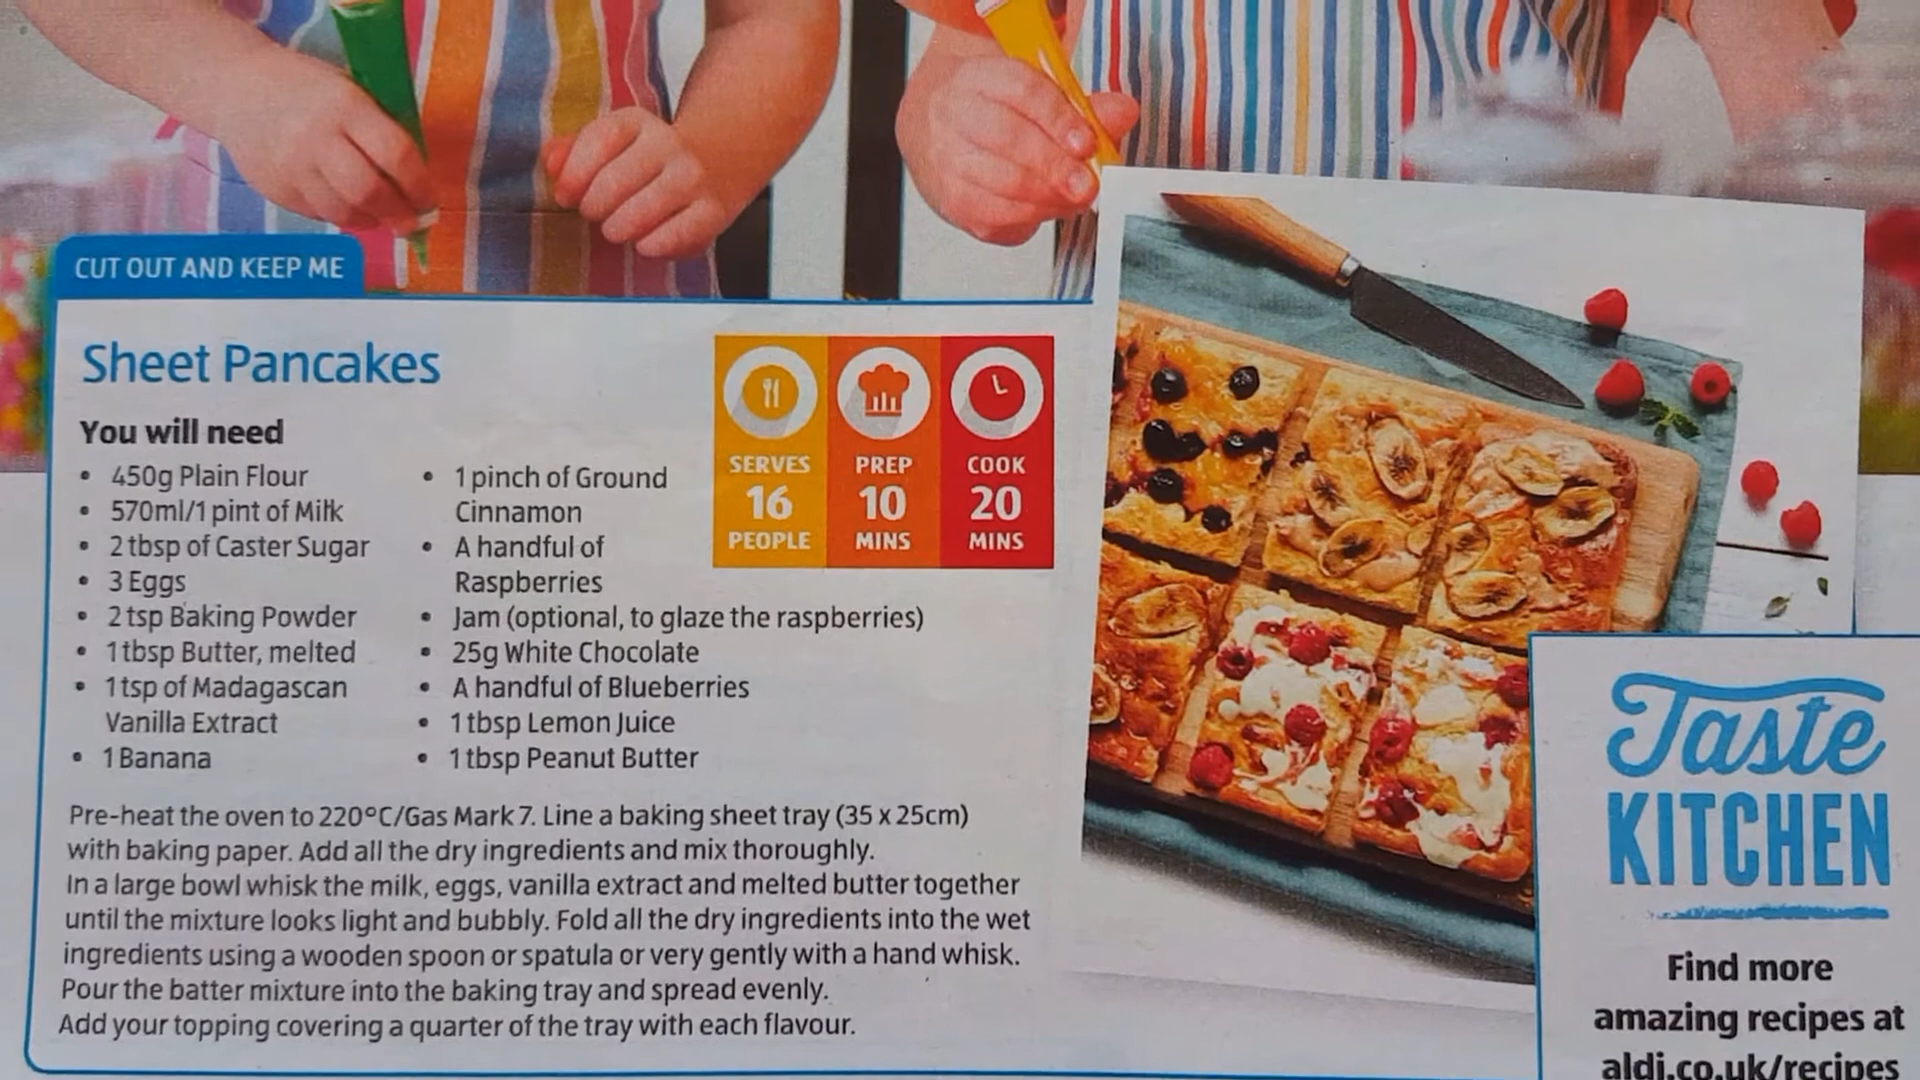 CUT OUT AND KEEP ME
Sheet Pancakes
You will need
• 450g Plain Flour
• 570ml/1 pint of Milk
• 2 tbsp of Caster Sugar
• 3 Eggs
• 2 tsp Baking Powder
• 1 tbsp Butter, melted
• 1 tsp of Madagascan
Vanilla Extract
• 1 Banana
• 1 pinch of Ground
Cinnamon
• A handful of
Raspberries
• Jam (optional, to glaze the raspberries)
• 25g White Chocolate
• A handful of Blueberries
• 1 tbsp Lemon Juice
• 1 tbsp Peanut Butter
SERVES
16
PEOPLE
PREP
10
MINS
COOK
20
MINS
Pre-heat the oven to 220°C/Gas Mark 7. Line a baking sheet tray (35 x 25cm)
with baking paper. Add all the dry ingredients and mix thoroughly.
In a large bowl whisk the milk, eggs, vanilla extract and melted butter together
until the mixture looks light and bubbly. Fold all the dry ingredients into the wet
ingredients using a wooden spoon or spatula or very gently with a hand whisk.
Pour the batter mixture into the baking tray and spread evenly.
Add your topping covering a quarter of the tray with each flavour.
Taste
KITCHEN
Find more
amazing recipes at
aldi.co.uk/recipes